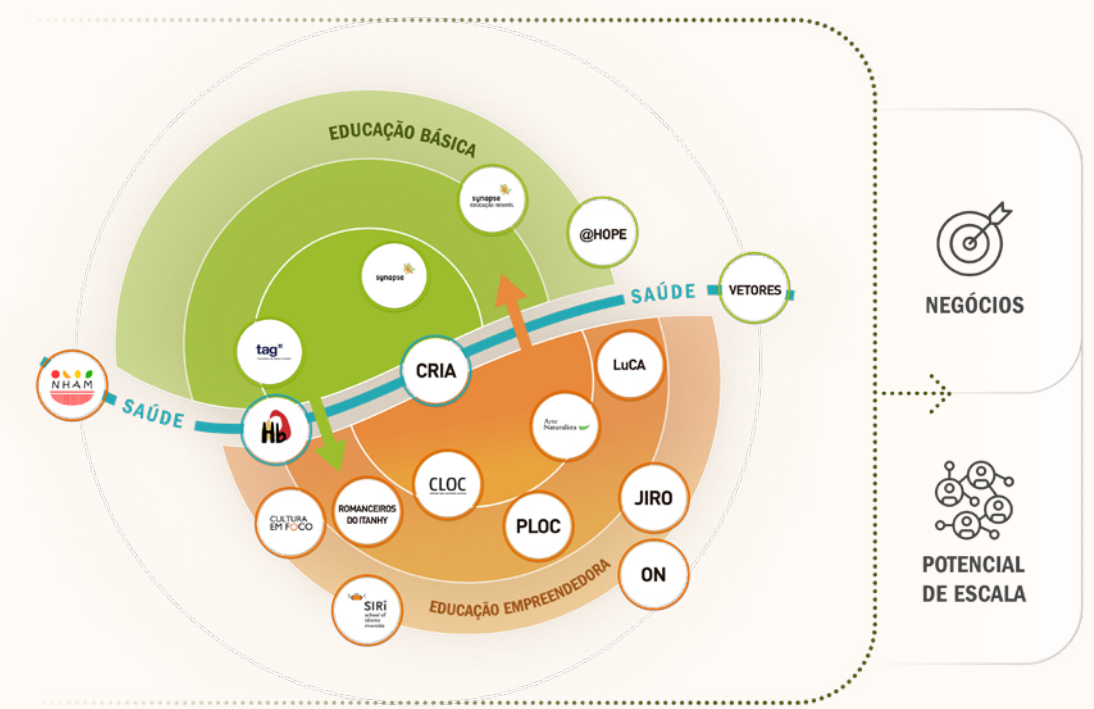 EDUCAÇÃO BÁSICA
synapse
EDUCAÇÃO INFANTIL
@HOPE
synapse
SAÚDE
VETORES
NEGÓCIOS
tag
CRIA
LuCA
NHAM
SAÚDE
Hb
Arte
Naturalista
CLOC
ROMANCEIROS
DO ITANHY
CULTURA
EM FOCO
PLOC
JIRO
ON
EDUCAÇÃO EMPREENDEDORA
SIRI
school of
idioma
vivencida
POTENCIAL
DE ESCALA